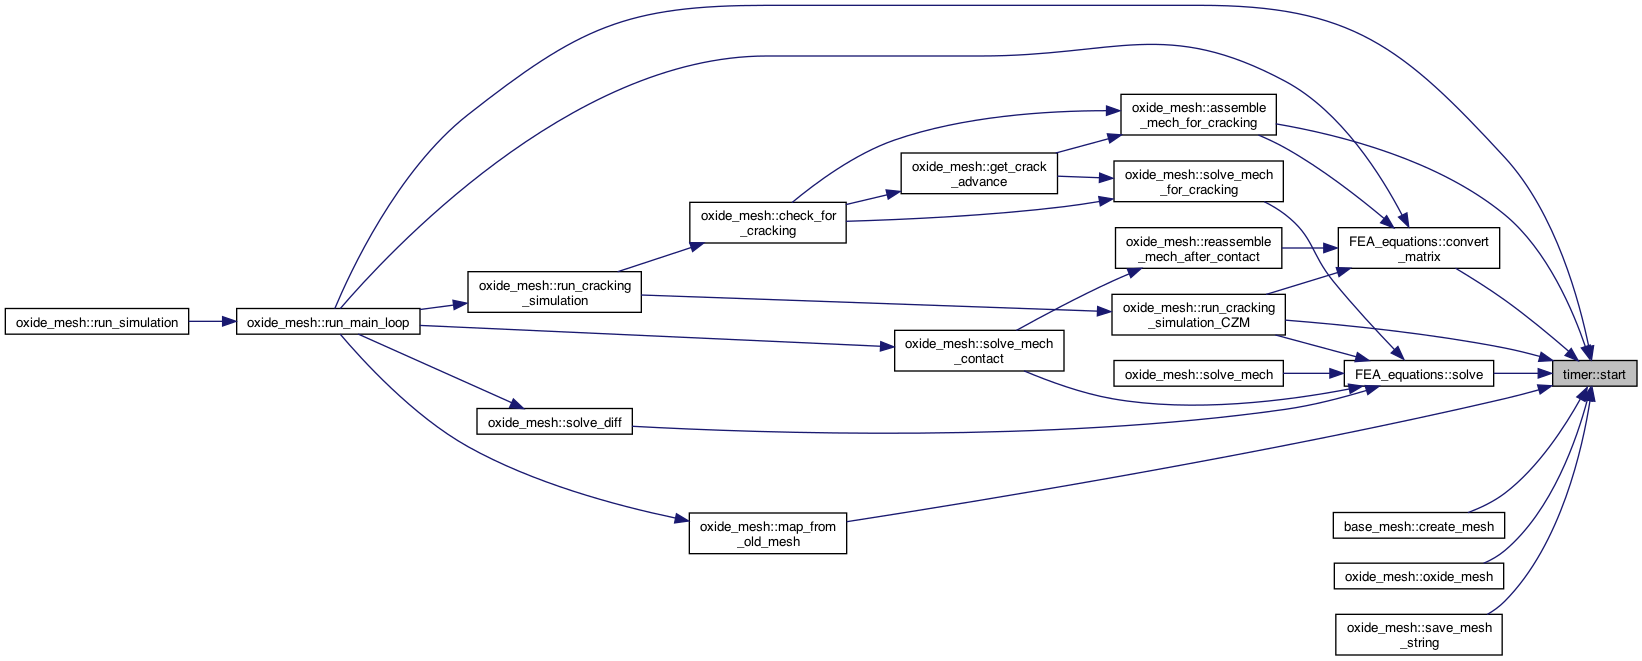 oxide_mesh::run_simulation
oxide_mesh::run_main_loop
oxide_mesh::run_cracking
_simulation
oxide_mesh::solve_diff
oxide_mesh::check_for
_cracking
oxide_mesh::map_from
_old_mesh
oxide_mesh::get_crack
_advance
oxide_mesh::solve_mech
_contact
oxide_mesh::assemble
_mech_for_cracking
oxide_mesh::solve_mech
_for_cracking
oxide_mesh::reassemble
_mech_after_contact
oxide_mesh::run_cracking
_simulation_CZM
oxide_mesh::solve_mech
FEA_equations::convert
_matrix
FEA_equations::solve
base_mesh::create_mesh
oxide_mesh::oxide_mesh
oxide_mesh::save_mesh
_string
timer::start